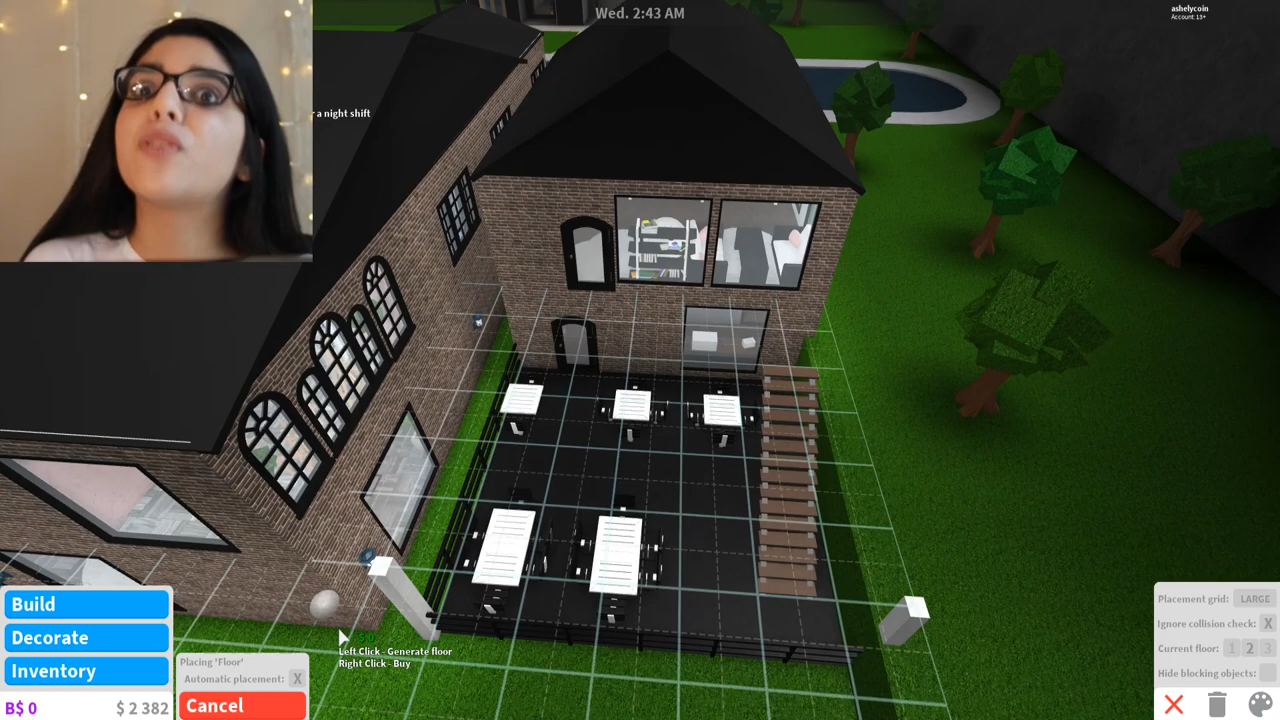 Wed. 2:43 AM
ashelycoin
Account: 13+
r a night shift
$0
Left Click - Generate floor
Right Click - Buy
Build
Decorate
Inventory
B$ 0
$ 2 382
Placing 'Floor'
Automatic placement: X
Cancel
Placement grid: LARGE
Ignore collision check: X
Current floor: 1 2 3
Hide blocking objects: